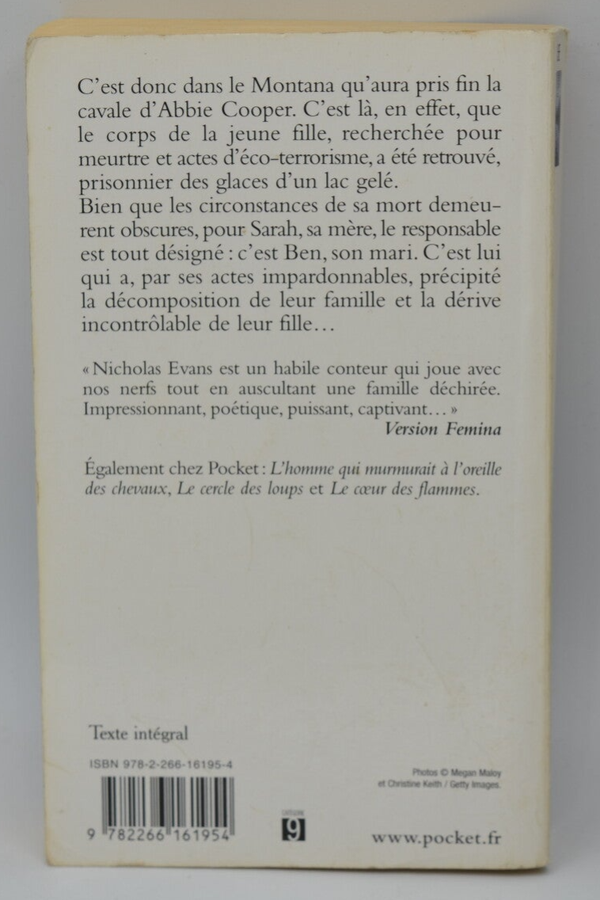 C'est donc dans le Montana qu'aura pris fin la
cavale d'Abbie Cooper. C'est là, en effet, que
le corps de la jeune fille, recherchée pour
meurtre et actes d'éco-terrorisme, a été retrouvé,
prisonnier des glaces d'un lac gelé.
Bien que les circonstances de sa mort demeu-
rent obscures, pour Sarah, sa mère, le responsable
est tout désigné : c'est Ben, son mari. C'est lui
qui a, par ses actes impardonnables, précipité
la décomposition de leur famille et la dérive
incontrôlable de leur fille…
« Nicholas Evans est un habile conteur qui joue avec
nos nerfs tout en auscultant une famille déchirée.
Impressionnant, poétique, puissant, captivant… »
Version Femina
Également chez Pocket : L'homme qui murmurait à l'oreille
des chevaux, Le cercle des loups et Le cœur des flammes.
Texte intégral
ISBN 978-2-266-16195-4
Photos © Megan Maloy
et Christine Keith / Getty Images.
9 782266 161954
CATÉGORIE
9
www.pocket.fr